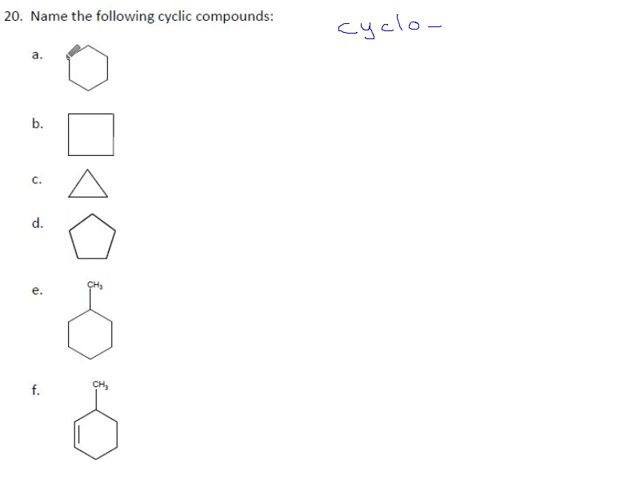 20. Name the following cyclic compounds:
cyclo -
a.
b.
c.
d.
e.
CH₃
f.
CH₃